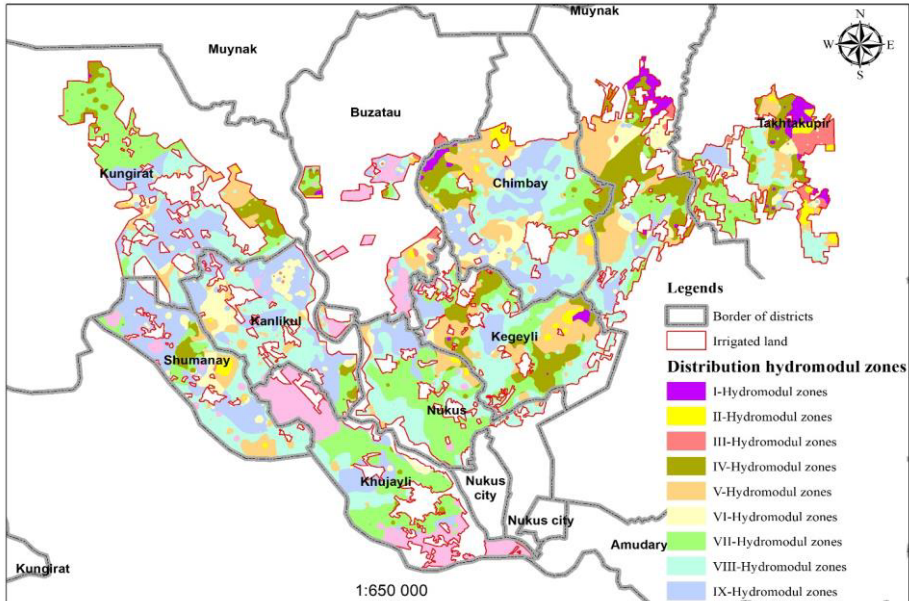 Muynak
Muynak
N
W E
S
Buzatau
Takhtakupir
Kungirat
Chimbay
Legends
Border of districts
Irrigated land
Kanlikul
Kegeyli
Shumanay
Distribution hydromodul zones
I-Hydromodul zones
Nukus
II-Hydromodul zones
III-Hydromodul zones
IV-Hydromodul zones
Khujayli
Nukus
city
V-Hydromodul zones
VI-Hydromodul zones
Nukus city
VII-Hydromodul zones
Amudary
Kungirat
VIII-Hydromodul zones
1:650 000
IX-Hydromodul zones